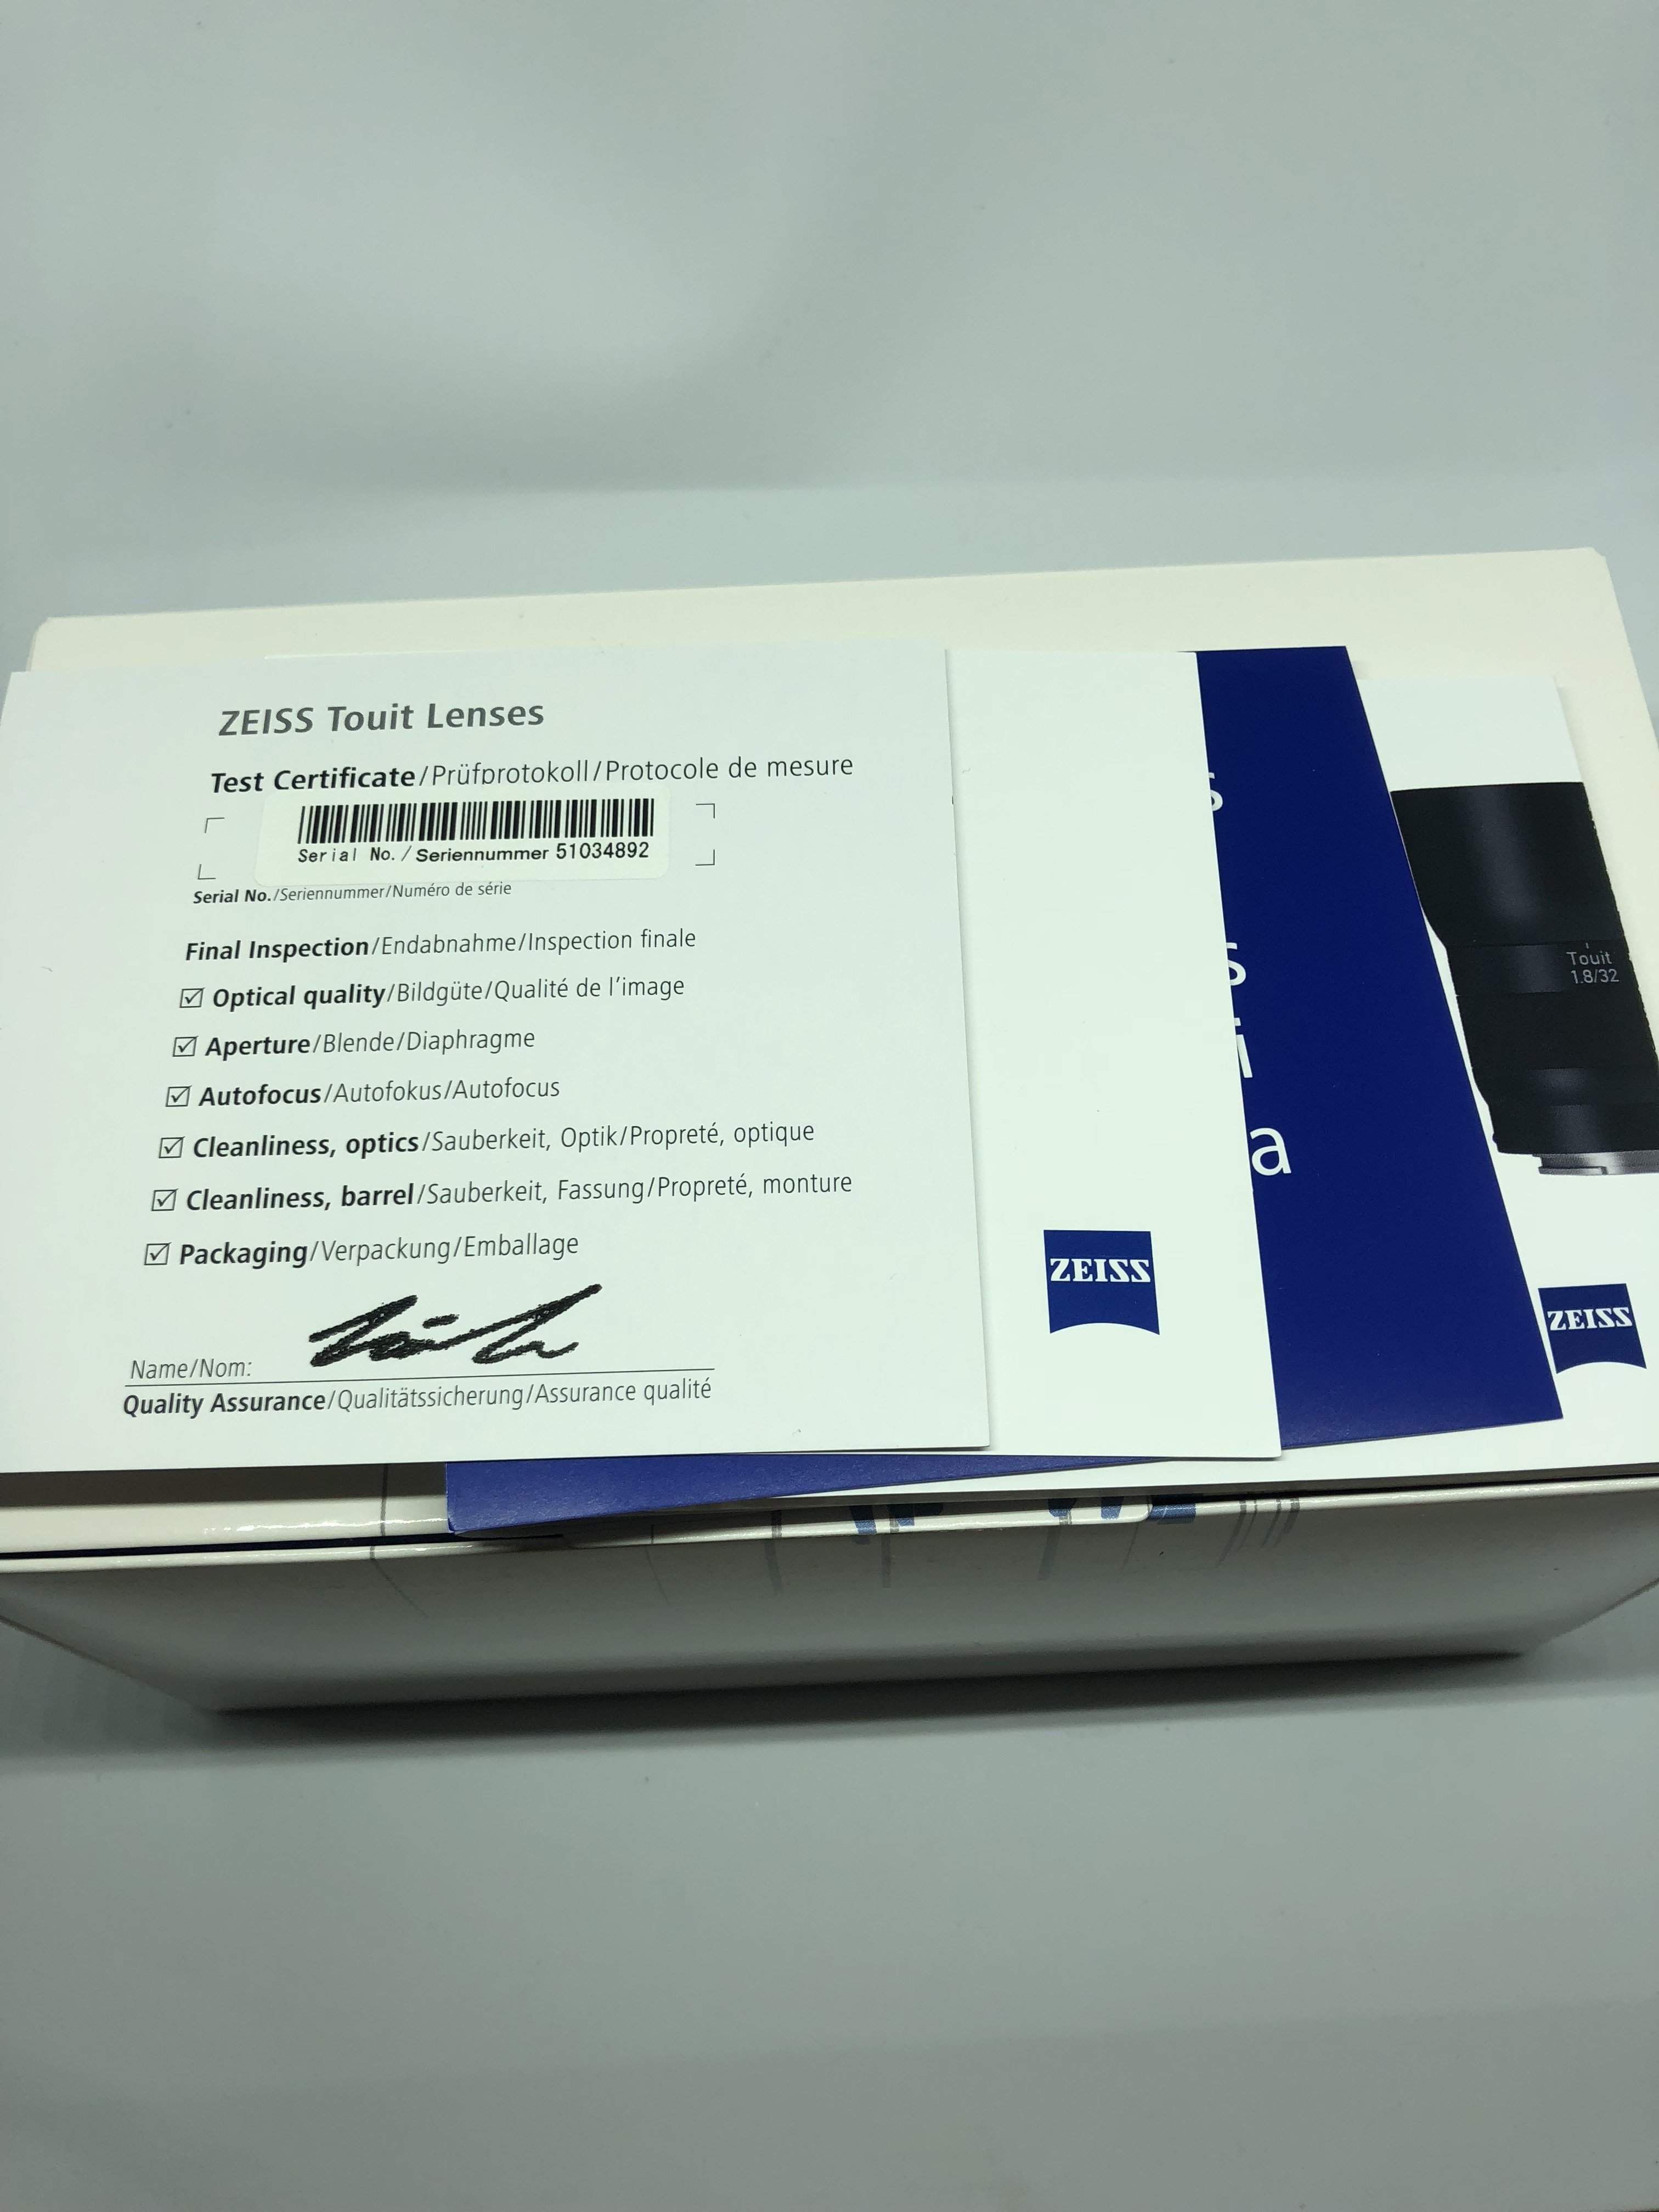 ZEISS Touit Lenses
Test Certificate/Prüfprotokoll/Protocole de mesure
Serial No./Seriennummer 51034892
Serial No./Seriennummer/Numéro de série
Final Inspection/Endabnahme/Inspection finale
☑ Optical quality/Bildgüte/Qualité de l'image
☑ Aperture/Blende/Diaphragme
☑ Autofocus/Autofokus/Autofocus
☑ Cleanliness, optics/Sauberkeit, Optik/Propreté, optique
☑ Cleanliness, barrel/Sauberkeit, Fassung/Propreté, monture
☑ Packaging/Verpackung/Emballage
Name/Nom:
Quality Assurance/Qualitätssicherung/Assurance qualité
ZEISS
s
s
a
Touit
1.8/32
ZEISS